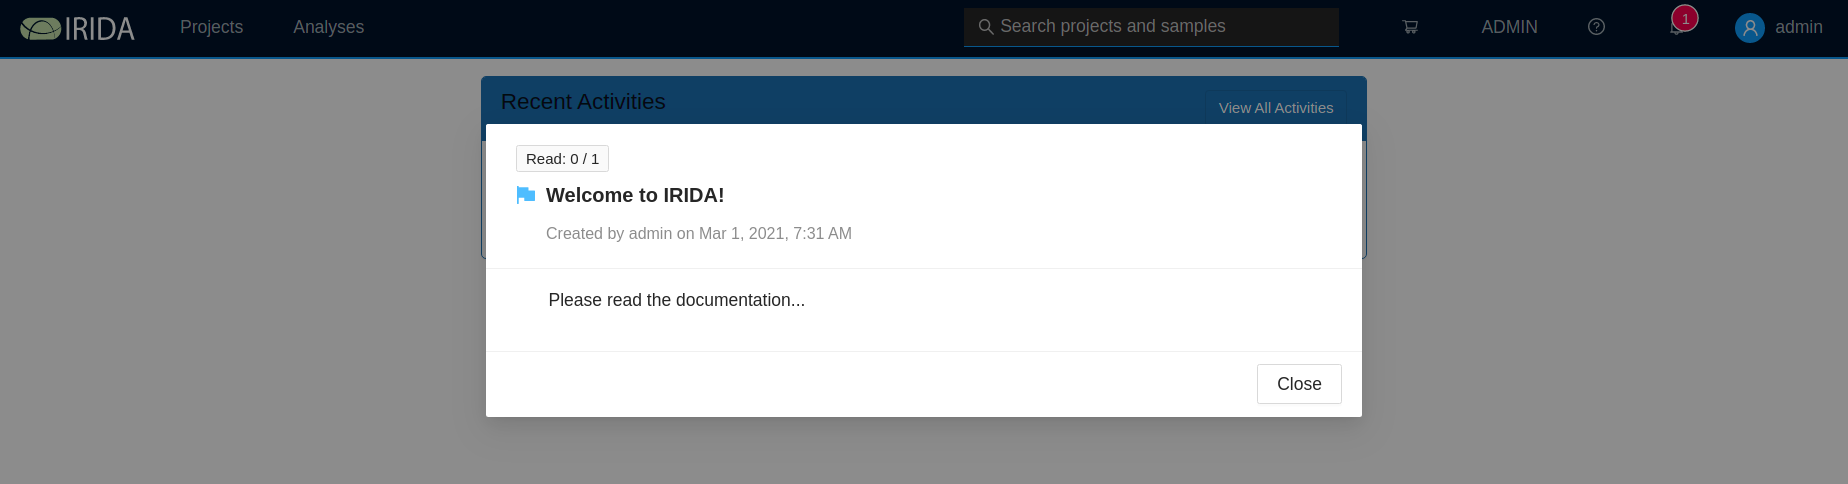 IRIDA Projects Analyses Search projects and samples ADMIN 1 admin
Recent Activities
View All Activities
Read: 0 / 1
Welcome to IRIDA!
Created by admin on Mar 1, 2021, 7:31 AM
Please read the documentation...
Close